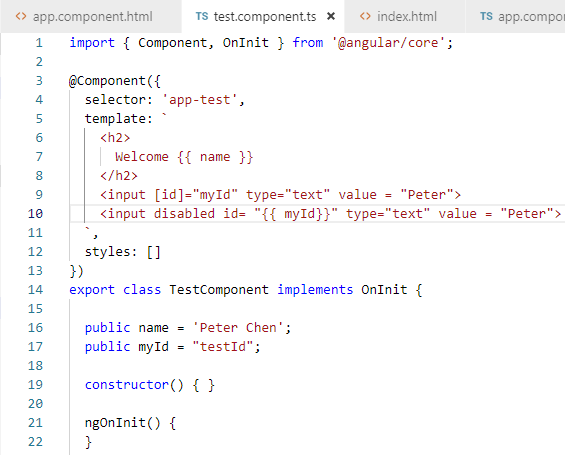 app.component.html TS test.component.ts × index.html TS app.compo
1 import { Component, OnInit } from '@angular/core';
2
3 @Component({
4 selector: 'app-test',
5 template: `
6 <h2>
7 Welcome {{ name }}
8 </h2>
9 <input [id]="myId" type="text" value = "Peter">
10 <input disabled id= "{{ myId}}" type="text" value = "Peter">
11 `,
12 styles: []
13 })
14 export class TestComponent implements OnInit {
15
16 public name = 'Peter Chen';
17 public myId = "testId";
18
19 constructor() { }
20
21 ngOnInit() {
22 }